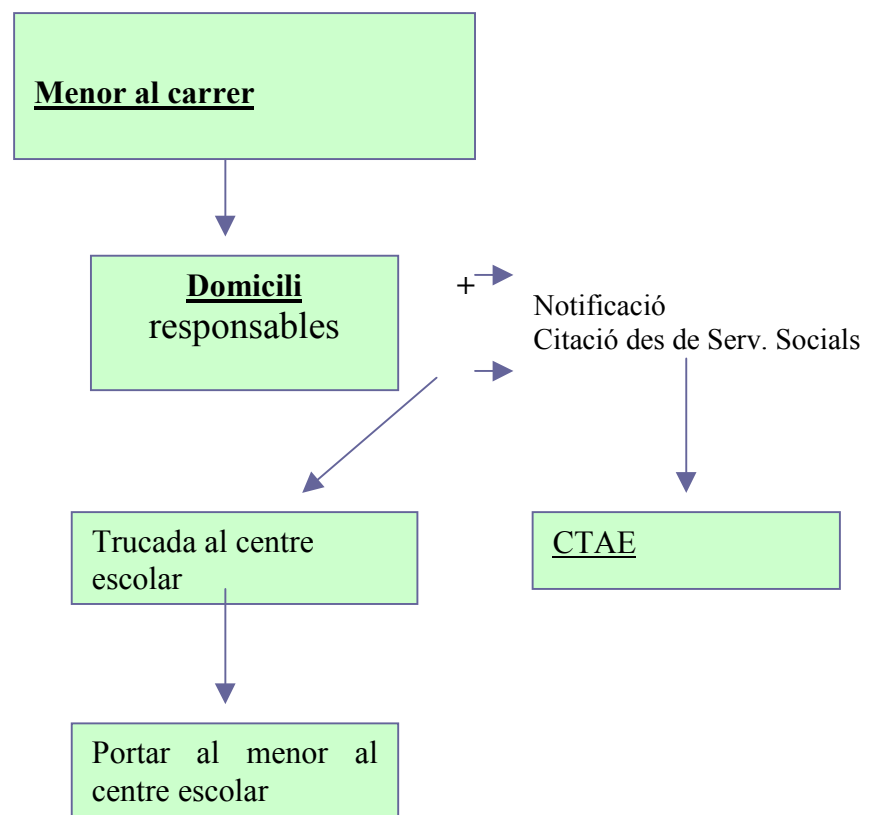 Menor al carrer
Domicili
responsables
+
Notificació
Citació des de Serv. Socials
Trucada al centre
escolar
CTAE
Portar al menor al
centre escolar